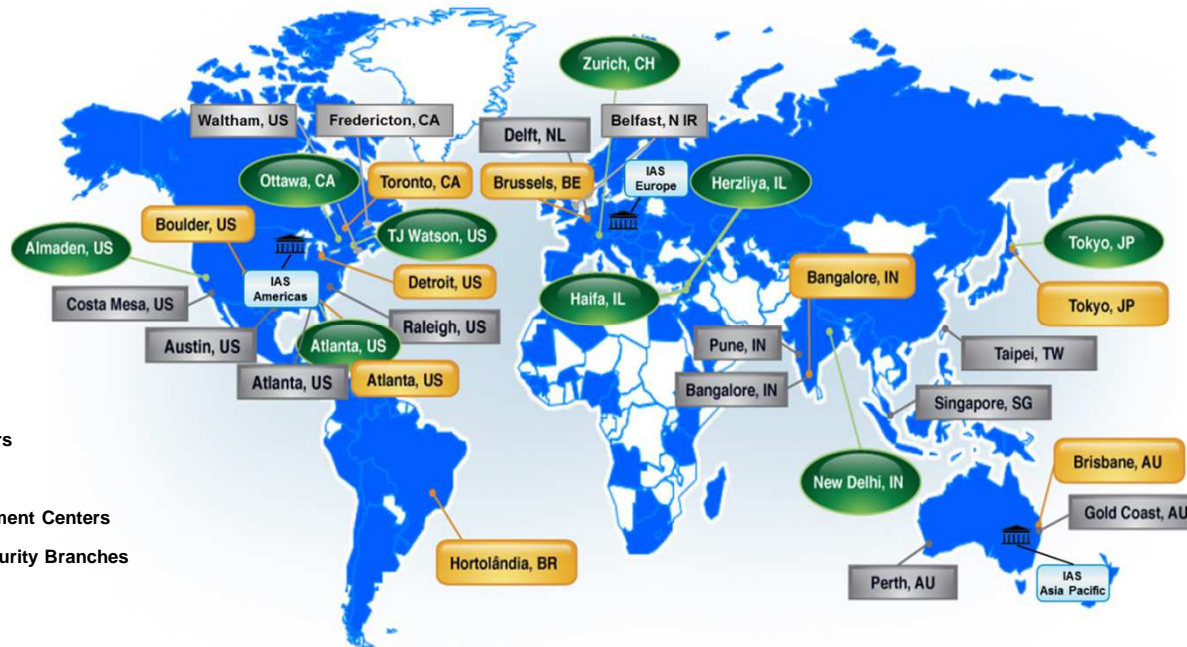 Zurich, CH
Waltham, US
Fredericton, CA
Delft, NL
Belfast, N IR
Ottawa, CA
Toronto, CA
Brussels, BE
IAS
Europe
Herzliya, IL
Boulder, US
Almaden, US
TJ Watson, US
Tokyo, JP
IAS
Americas
Detroit, US
Bangalore, IN
Costa Mesa, US
Haifa, IL
Tokyo, JP
Raleigh, US
Austin, US
Atlanta, US
Pune, IN
Taipei, TW
Atlanta, US
Atlanta, US
Bangalore, IN
Singapore, SG
rs
Brisbane, AU
New Delhi, IN
ment Centers
Gold Coast, AU
urity Branches
Hortolândia, BR
Perth, AU
IAS
Asia Pacific